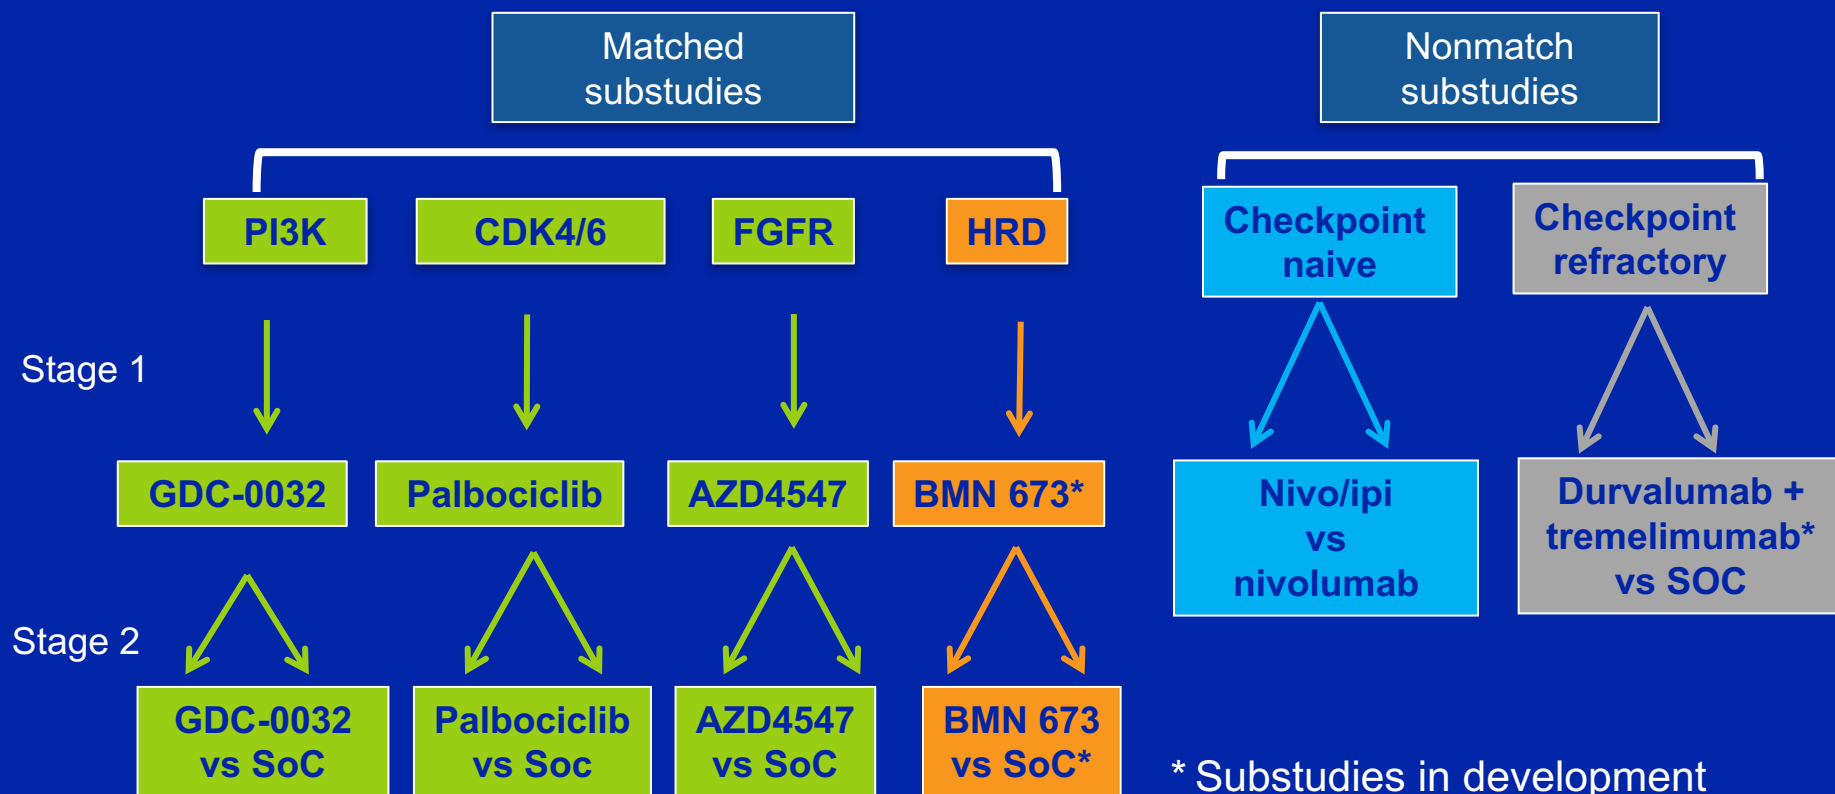 Matched
substudies
Nonmatch
substudies
PI3K
CDK4/6
FGFR
HRD
Checkpoint
naive
Checkpoint
refractory
Stage 1
GDC-0032
Palbociclib
AZD4547
BMN 673*
Nivo/ipi
vs
nivolumab
Durvalumab +
tremelimumab*
vs SOC
Stage 2
GDC-0032
vs SoC
Palbociclib
vs Soc
AZD4547
vs SoC
BMN 673
vs SoC*
* Substudies in development